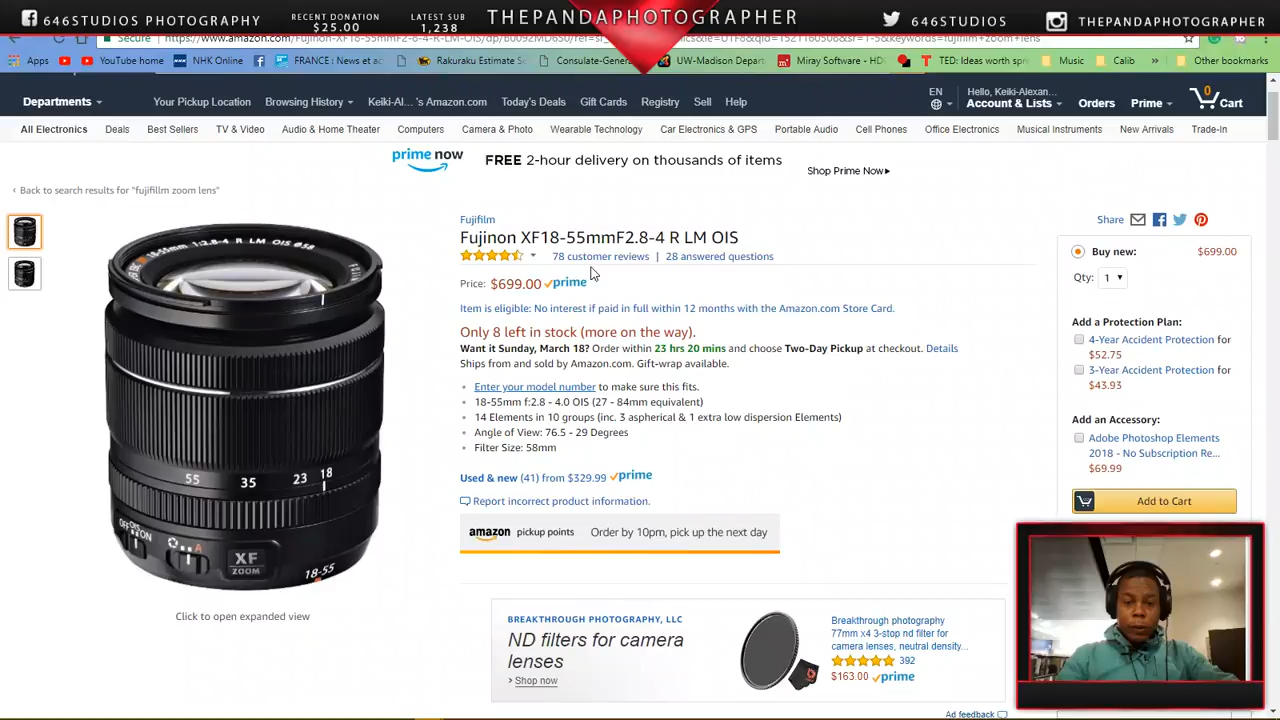 646STUDIOS PHOTOGRAPHY
RECENT DONATION
$25.00
LATEST SUB
1,238
THEPANDAPHOTOGRAPHER
646STUDIOS
THEPANDAPHOTOGRAPHER
Apps
YouTube home
NHK Online
FRANCE : News et ac
Rakuraku Estimate S
Consulate-Genera
UW-Madison Depart
Miray Software - HD
TED: Ideas worth spre
Music
Calib
»
Other bookmarks
Departments
Your Pickup Location
Browsing History
Keiki-Al... 's Amazon.com
Today's Deals
Gift Cards
Registry
Sell
Help
EN
Hello, Keiki-Alexan...
Account & Lists
Orders
Prime
0
Cart
All Electronics
Deals
Best Sellers
TV & Video
Audio & Home Theater
Computers
Camera & Photo
Wearable Technology
Car Electronics & GPS
Portable Audio
Cell Phones
Office Electronics
Musical Instruments
New Arrivals
Trade-In
prime now
FREE 2-hour delivery on thousands of items
Shop Prime Now▸
‹ Back to search results for "fujifillm zoom lens"
Fujifilm
Fujinon XF18-55mmF2.8-4 R LM OIS
78 customer reviews | 28 answered questions
Price: $699.00 prime
Item is eligible: No interest if paid in full within 12 months with the Amazon.com Store Card.
Only 8 left in stock (more on the way).
Want it Sunday, March 18? Order within 23 hrs 20 mins and choose Two-Day Pickup at checkout. Details
Ships from and sold by Amazon.com. Gift-wrap available.
• Enter your model number to make sure this fits.
• 18-55mm f:2.8 - 4.0 OIS (27 - 84mm equivalent)
• 14 Elements in 10 groups (inc. 3 aspherical & 1 extra low dispersion Elements)
• Angle of View: 76.5 - 29 Degrees
• Filter Size: 58mm
Used & new (41) from $329.99 prime
Report incorrect product information.
amazon pickup points Order by 10pm, pick up the next day
55 35 23 18
OFF OIS ON
A
XF
ZOOM
18-55
Click to open expanded view
BREAKTHROUGH PHOTOGRAPHY, LLC
ND filters for camera
lenses
› Shop now
Breakthrough photography
77mm x4 3-stop nd filter for
camera lenses, neutral density...
392
$163.00 prime
Ad feedback
Share
Buy new: $699.00
Qty: 1
Add a Protection Plan:
4-Year Accident Protection for
$52.75
3-Year Accident Protection for
$43.93
Add an Accessory:
Adobe Photoshop Elements
2018 - No Subscription Re...
$69.99
Add to Cart